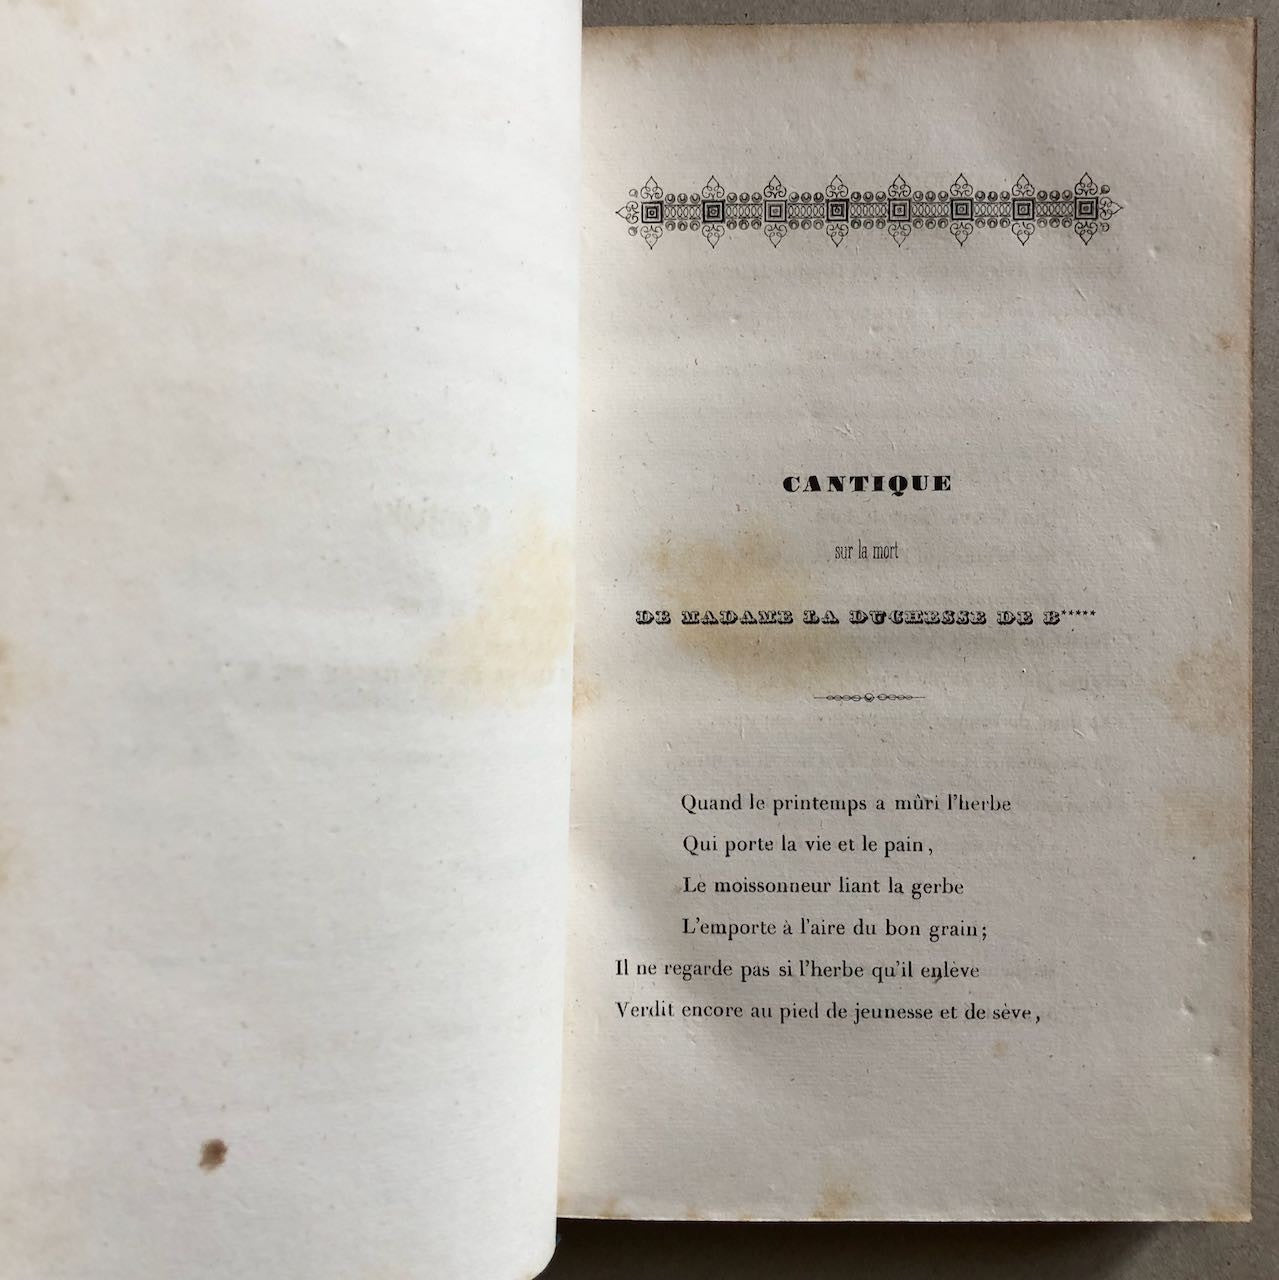 CANTIQUE
sur la mort
DE MADAME LA DUCHESSE DE B*****
Quand le printemps a mûri l'herbe
Qui porte la vie et le pain,
Le moissonneur liant la gerbe
L'emporte à l'aire du bon grain;
Il ne regarde pas si l'herbe qu'il enlève
Verdit encore au pied de jeunesse et de sève,